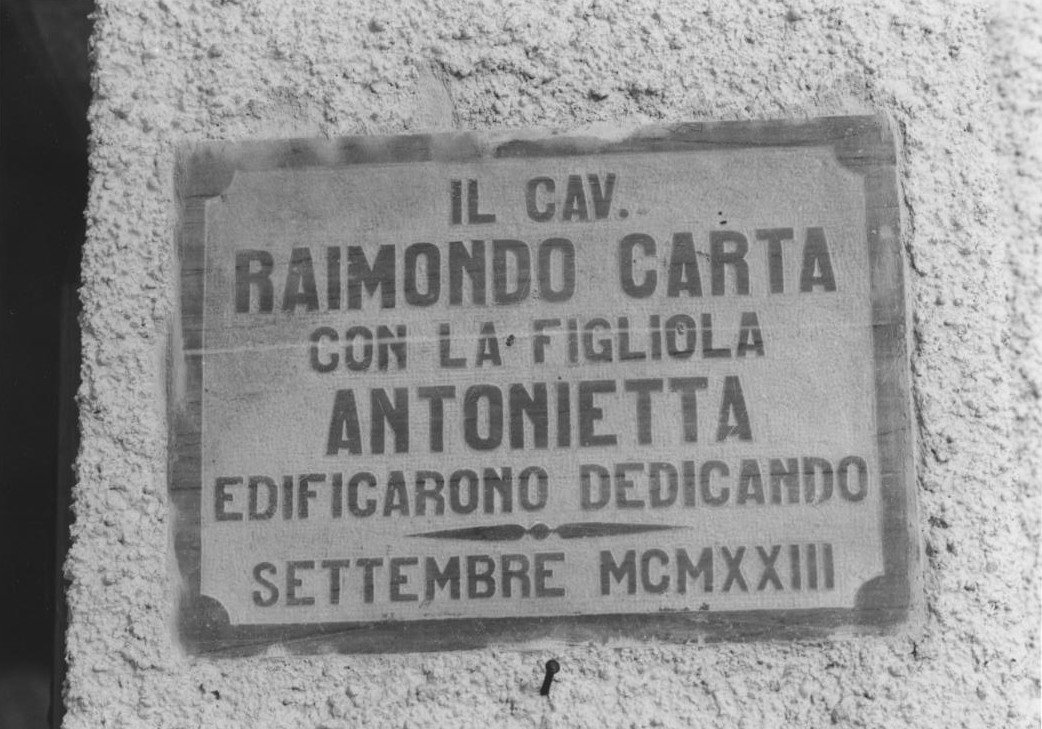 IL CAV.
RAIMONDO CARTA
CON LA FIGLIOLA
ANTONIETTA
EDIFICARONO DEDICANDO
SETTEMBRE MCMXXIII